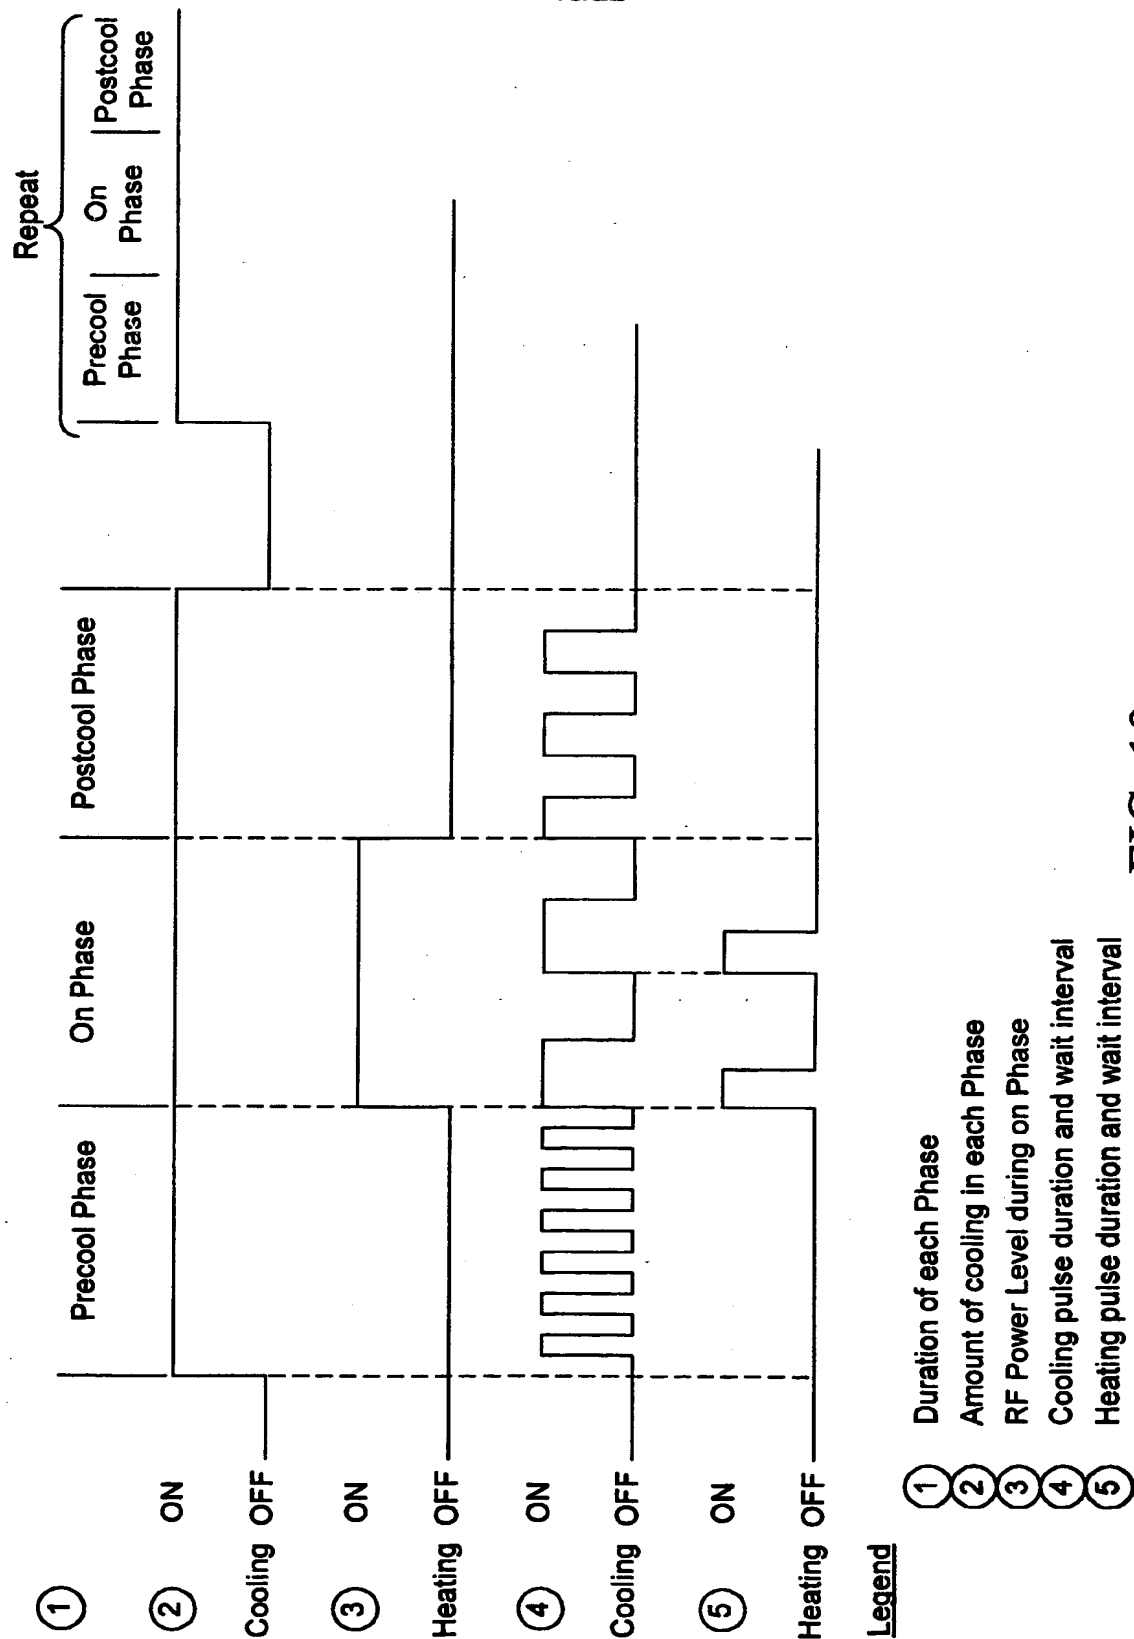 Repeat
Precool Phase
On Phase
Postcool Phase
Precool
Phase
On
Phase
Postcool
Phase
1
2 ON
Cooling OFF
3 ON
Heating OFF
4 ON
Cooling OFF
5 ON
Heating OFF
Legend
1 Duration of each Phase
2 Amount of cooling in each Phase
3 RF Power Level during on Phase
4 Cooling pulse duration and wait interval
5 Heating pulse duration and wait interval